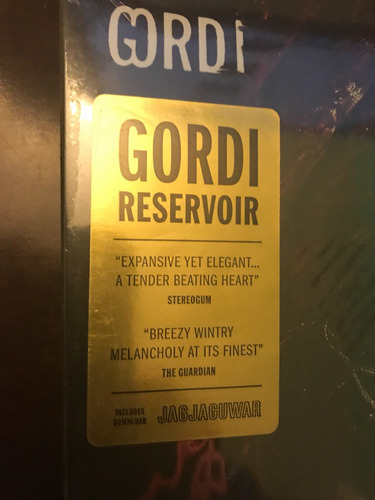 GORDI
GORDI
RESERVOIR
“EXPANSIVE YET ELEGANT...
A TENDER BEATING HEART”
STEREOGUM
“BREEZY WINTRY
MELANCHOLY AT ITS FINEST”
THE GUARDIAN
INCLUDES
DOWNLOAD
JAGJAGUWAR